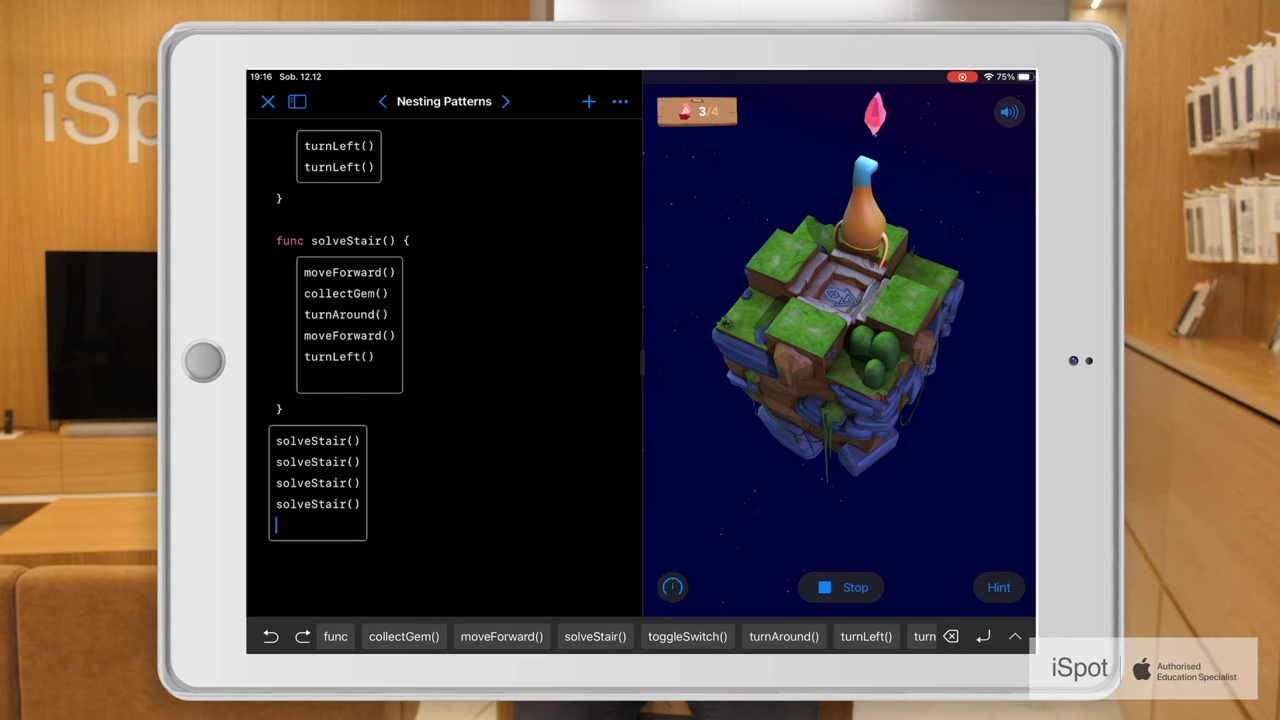 iSp
19:16 Sob. 12.12
75%
Nesting Patterns
3/4
turnLeft()
turnLeft()
}
func solveStair() {
moveForward()
collectGem()
turnAround()
moveForward()
turnLeft()
}
solveStair()
solveStair()
solveStair()
solveStair()
Stop
Hint
func collectGem() moveForward() solveStair() toggleSwitch() turnAround() turnLeft() turn
iSpot
Authorised
Education Specialist